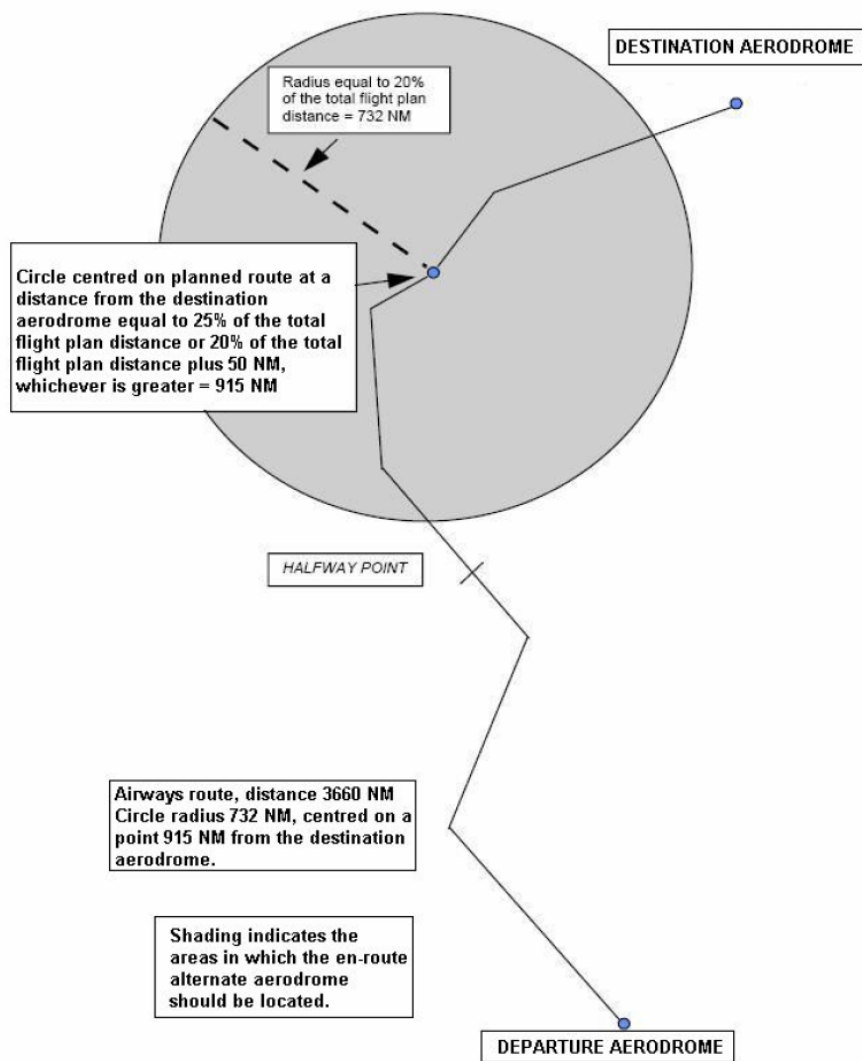 DESTINATION AERODROME
Radius equal to 20%
of the total flight plan
distance = 732 NM
Circle centred on planned route at a
distance from the destination
aerodrome equal to 25% of the total
flight plan distance or 20% of the total
flight plan distance plus 50 NM,
whichever is greater = 915 NM
HALFWAY POINT
Airways route, distance 3660 NM
Circle radius 732 NM, centred on a
point 915 NM from the destination
aerodrome.
Shading indicates the
areas in which the en-route
alternate aerodrome
should be located.
DEPARTURE AERODROME